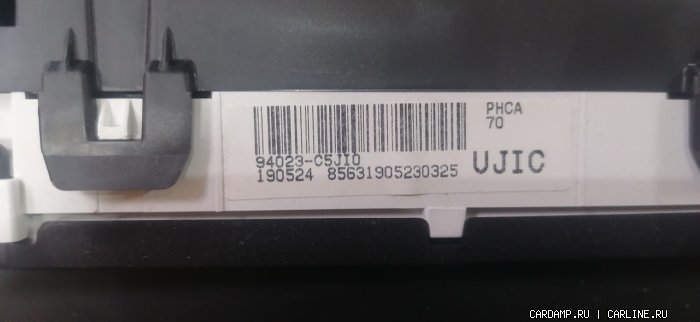 PHCA
70
94023-C5JI0
190524 85631905230325
UJIC
CARDAMP.RU | CARLINE.RU